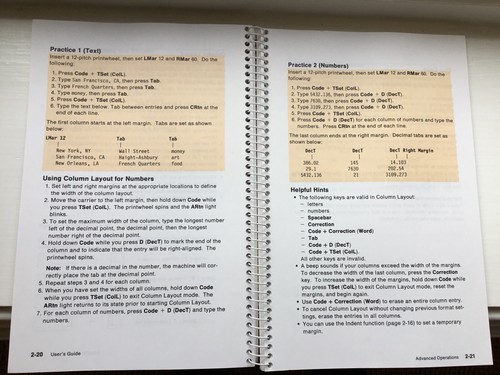 Practice 1 (Text)
Insert a 12-pitch printwheel, then set LMar 12 and RMar 60. Do the
following:
1. Press Code + TSet (ColL).
2. Type San Francisco, CA, then press Tab.
3. Type French Quarters, then press Tab.
4. Type money, then press Tab.
5. Press Code + TSet (ColL).
6. Type the text below. Tab between entries and press CRtn at the
end of each line.
The first column starts at the left margin. Tabs are set as shown
below:
LMar 12 Tab Tab
New York, NY Wall Street money
San Francisco, CA Haight-Ashbury art
New Orleans, LA French Quarters food
Using Column Layout for Numbers
1. Set left and right margins at the appropriate locations to define
the width of the column layout.
2. Move the carrier to the left margin, then hold down Code while
you press TSet (ColL). The printwheel spins and the ARtn light
blinks.
3. To set the maximum width of the column, type the longest number
left of the decimal point, the decimal point, then the longest
number right of the decimal point.
4. Hold down Code while you press D (DecT) to mark the end of the
column and to indicate that the entry will be right-aligned. The
printwheel spins.
Note: If there is a decimal in the number, the machine will cor-
rectly place the tab at the decimal point.
5. Repeat steps 3 and 4 for each column.
6. When you have set the widths of all columns, hold down Code
while you press TSet (ColL) to exit Column Layout mode. The
ARtn light returns to its state prior to starting Column Layout.
7. For each column of numbers, press Code + D (DecT) and type the
numbers.
2-20 User's Guide
Practice 2 (Numbers)
Insert a 12-pitch printwheel, then set LMar 12 and RMar 60. Do the
following:
1. Press Code + TSet (ColL).
2. Type 5432.136, then press Code + D (DecT).
3. Type 7630, then press Code + D (DecT).
4. Type 3109.273, then press Code + D (DecT).
5. Press Code + TSet (ColL).
6. Press Code + D (DecT) for each column of numbers and type the
numbers. Press CRtn at the end of each line.
The last column ends at the right margin. Decimal tabs are set as
shown below:
DecT DecT DecT Right Margin
386.02 145 14.103
29.1 7630 202.54
5432.136 21 3109.273
Helpful Hints
• The following keys are valid in Column Layout:
– letters
– numbers
– Spacebar
– Correction
– Code + Correction (Word)
– Tab
– Code + D (DecT)
– Code + TSet (ColL).
All other keys are invalid.
• A beep sounds if your columns exceed the width of the margins.
To decrease the width of the last column, press the Correction
key. To increase the width of the margins, hold down Code while
you press TSet (ColL) to exit Column Layout mode, reset the
margins, and begin again.
• Use Code + Correction (Word) to erase an entire column entry.
• To cancel Column Layout without changing previous format set-
tings, erase the entries in all columns.
• You can use the Indent function (page 2-16) to set a temporary
margin.
Advanced Operations 2-21